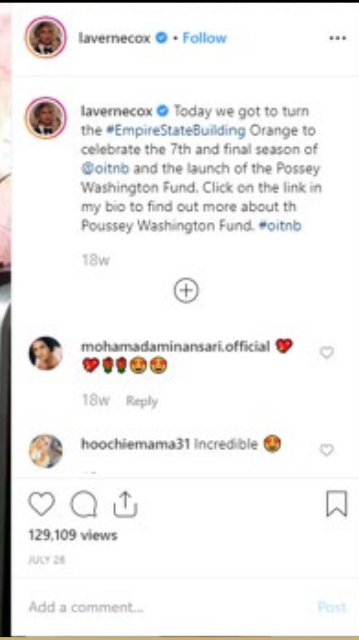 lavernecox • Follow
lavernecox Today we got to turn
the #EmpireStateBuilding Orange to
celebrate the 7th and final season of
@oitnb and the launch of the Possey
Washington Fund. Click on the link in
my bio to find out more about th
Poussey Washington Fund. #oitnb
18w
mohamadaminansari.official ❤️
❤️🌹🌹😍😍
18w Reply
hoochiemama31 Incredible 😍
129,109 views
JULY 26
Add a comment... Post